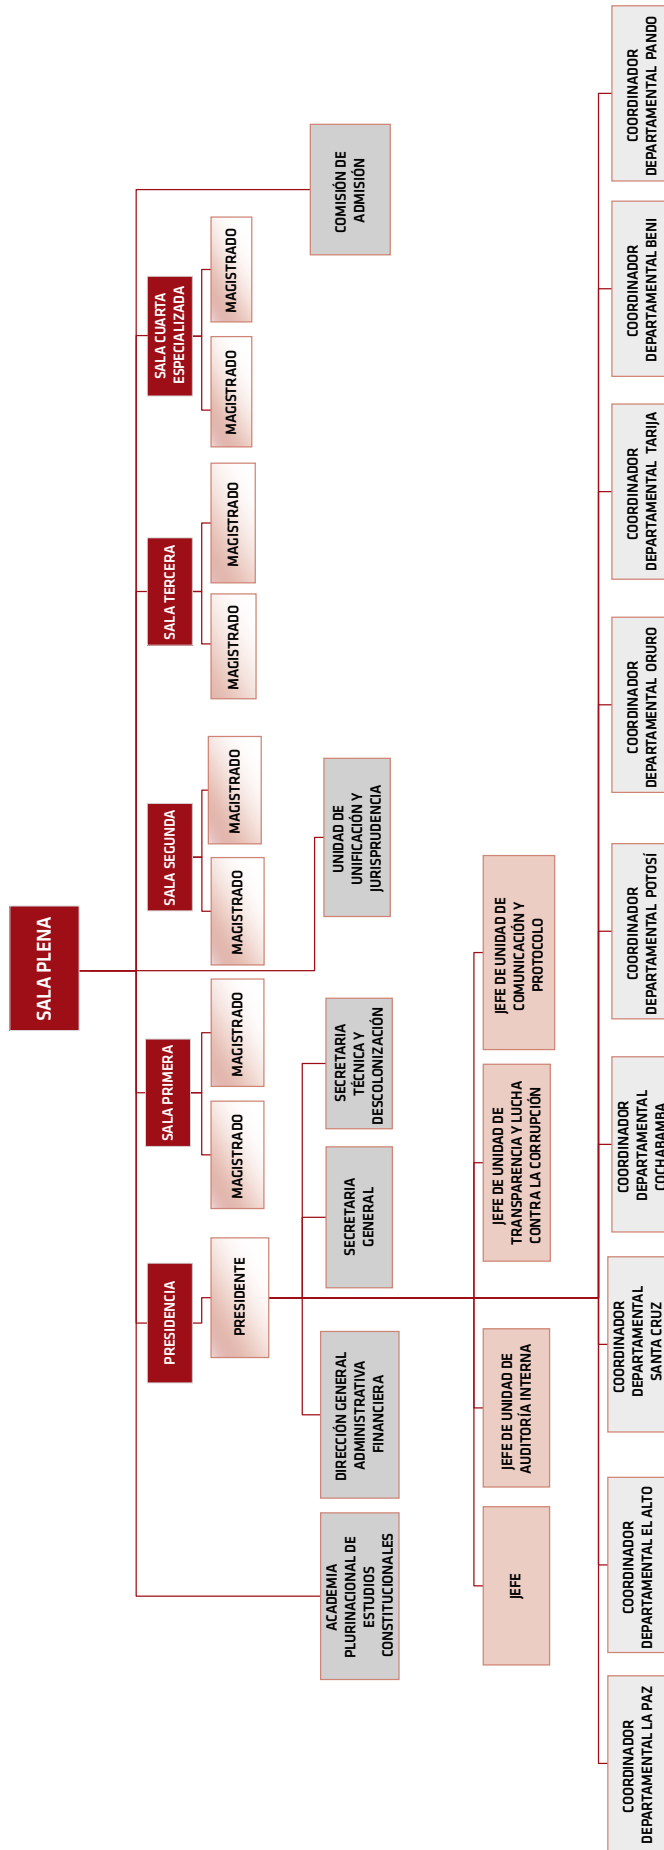 SALA PLENA
PRESIDENCIA
SALA PRIMERA
SALA SEGUNDA
SALA TERCERA
SALA CUARTA
ESPECIALIZADA
PRESIDENTE
MAGISTRADO
MAGISTRADO
MAGISTRADO
MAGISTRADO
MAGISTRADO
MAGISTRADO
MAGISTRADO
MAGISTRADO
ACADEMIA
PLURINACIONAL DE
ESTUDIOS
CONSTITUCIONALES
DIRECCIÓN GENERAL
ADMINISTRATIVA
FINANCIERA
SECRETARIA
GENERAL
SECRETARIA
TÉCNICA Y
DESCOLONIZACIÓN
UNIDAD DE
UNIFICACIÓN Y
JURISPRUDENCIA
COMISIÓN DE
ADMISIÓN
JEFE
JEFE DE UNIDAD DE
AUDITORÍA INTERNA
JEFE DE UNIDAD DE
TRANSPARENCIA Y LUCHA
CONTRA LA CORRUPCIÓN
JEFE DE UNIDAD DE
COMUNICACIÓN Y
PROTOCOLO
COORDINADOR
DEPARTAMENTAL LA PAZ
COORDINADOR
DEPARTAMENTAL EL ALTO
COORDINADOR
DEPARTAMENTAL
SANTA CRUZ
COORDINADOR
DEPARTAMENTAL
COCHABAMBA
COORDINADOR
DEPARTAMENTAL POTOSÍ
COORDINADOR
DEPARTAMENTAL ORURO
COORDINADOR
DEPARTAMENTAL TARIJA
COORDINADOR
DEPARTAMENTAL BENI
COORDINADOR
DEPARTAMENTAL PANDO